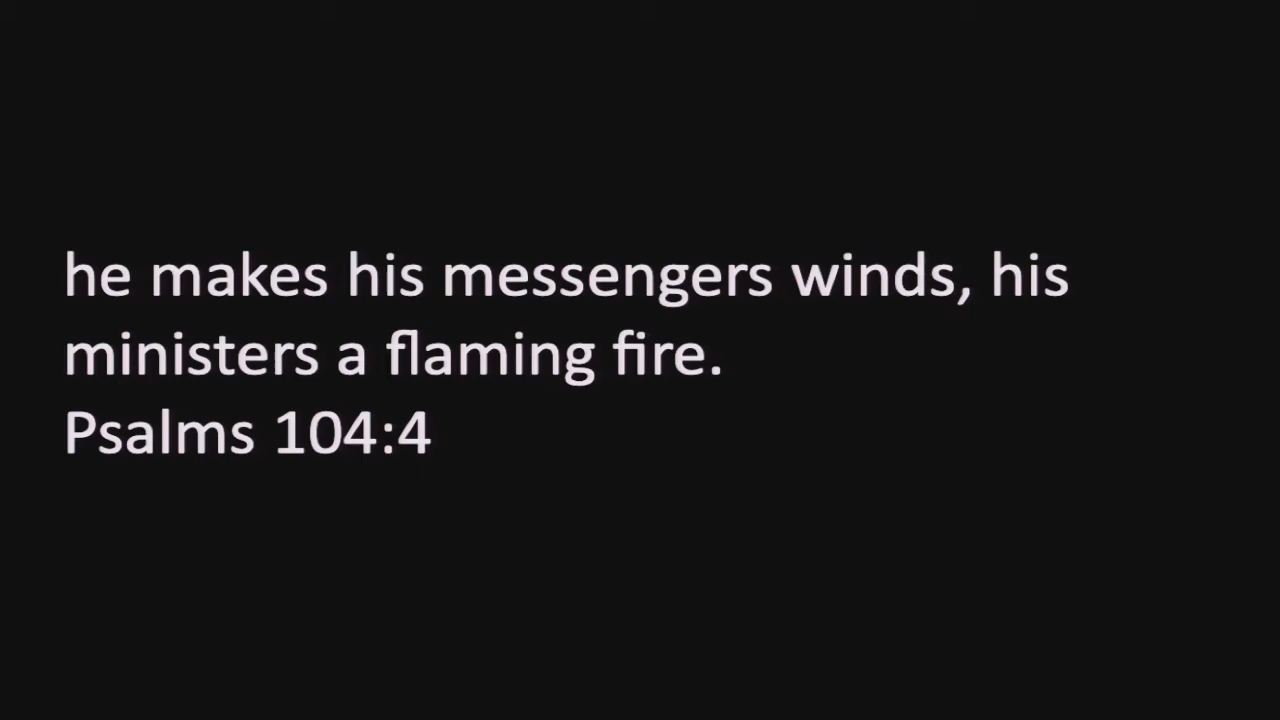 he makes his messengers winds, his
ministers a flaming fire.
Psalms 104:4